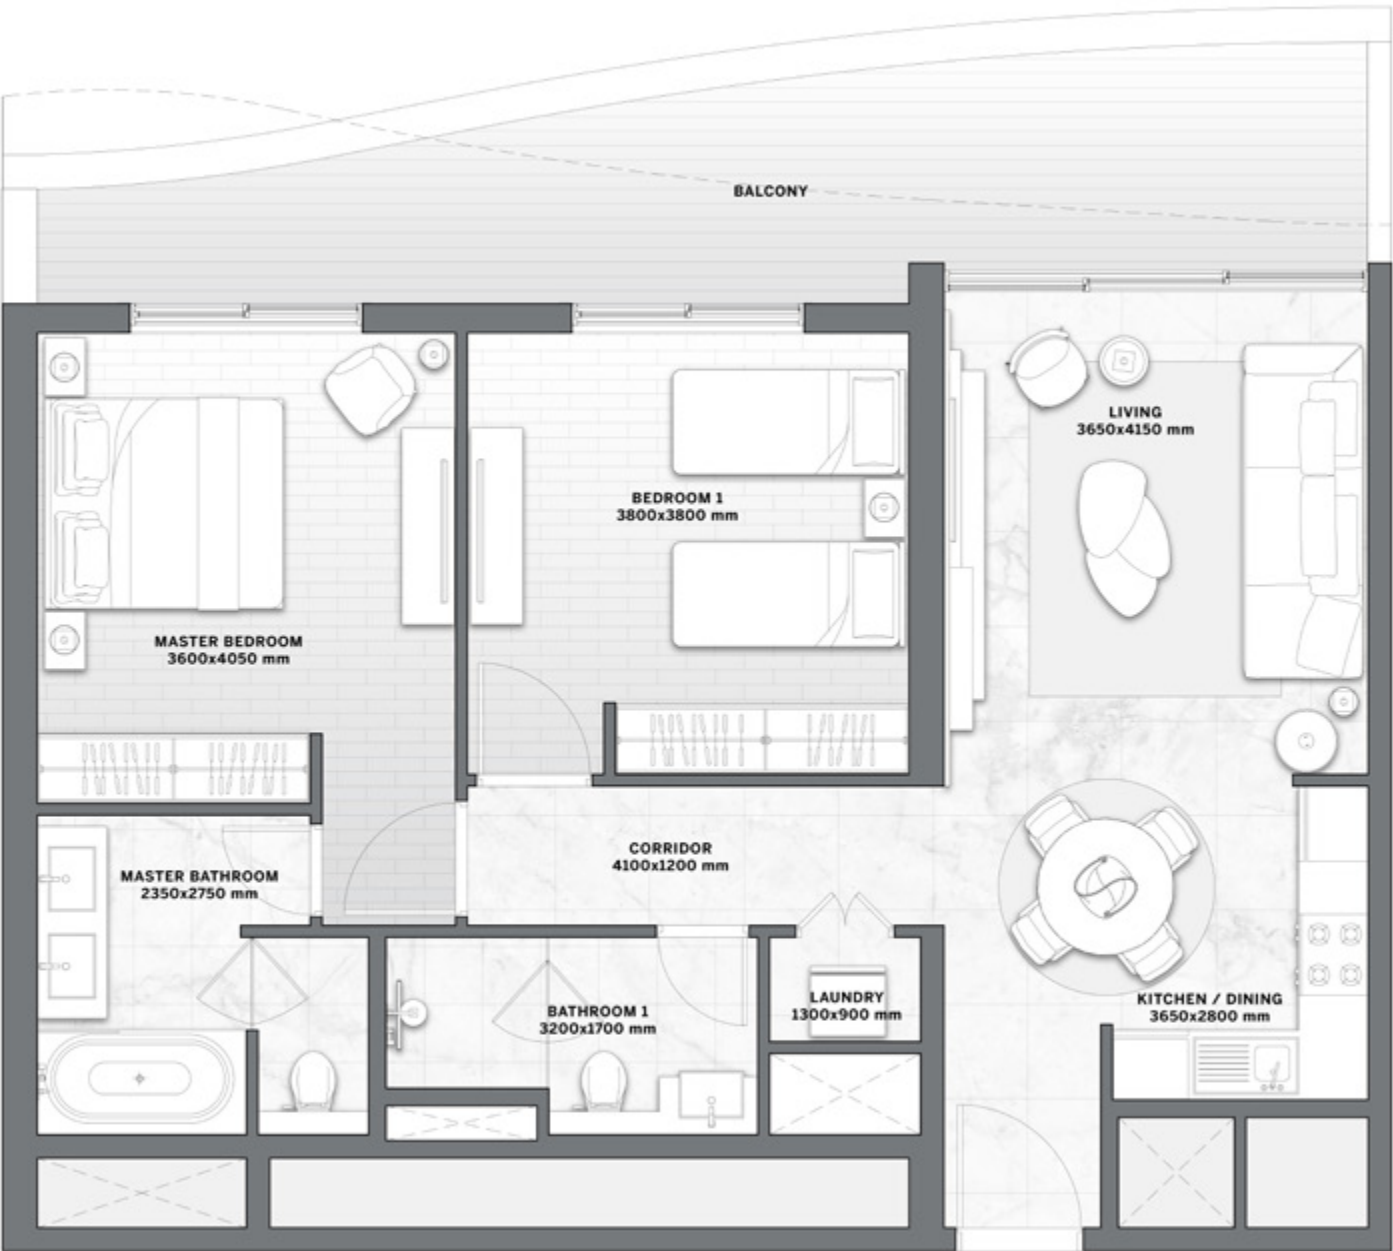 BALCONY
LIVING
3650x4150 mm
BEDROOM 1
3800x3800 mm
MASTER BEDROOM
3600x4050 mm
CORRIDOR
4100x1200 mm
MASTER BATHROOM
2350x2750 mm
LAUNDRY
1300x900 mm
KITCHEN / DINING
3650x2800 mm
BATHROOM 1
3200x1700 mm